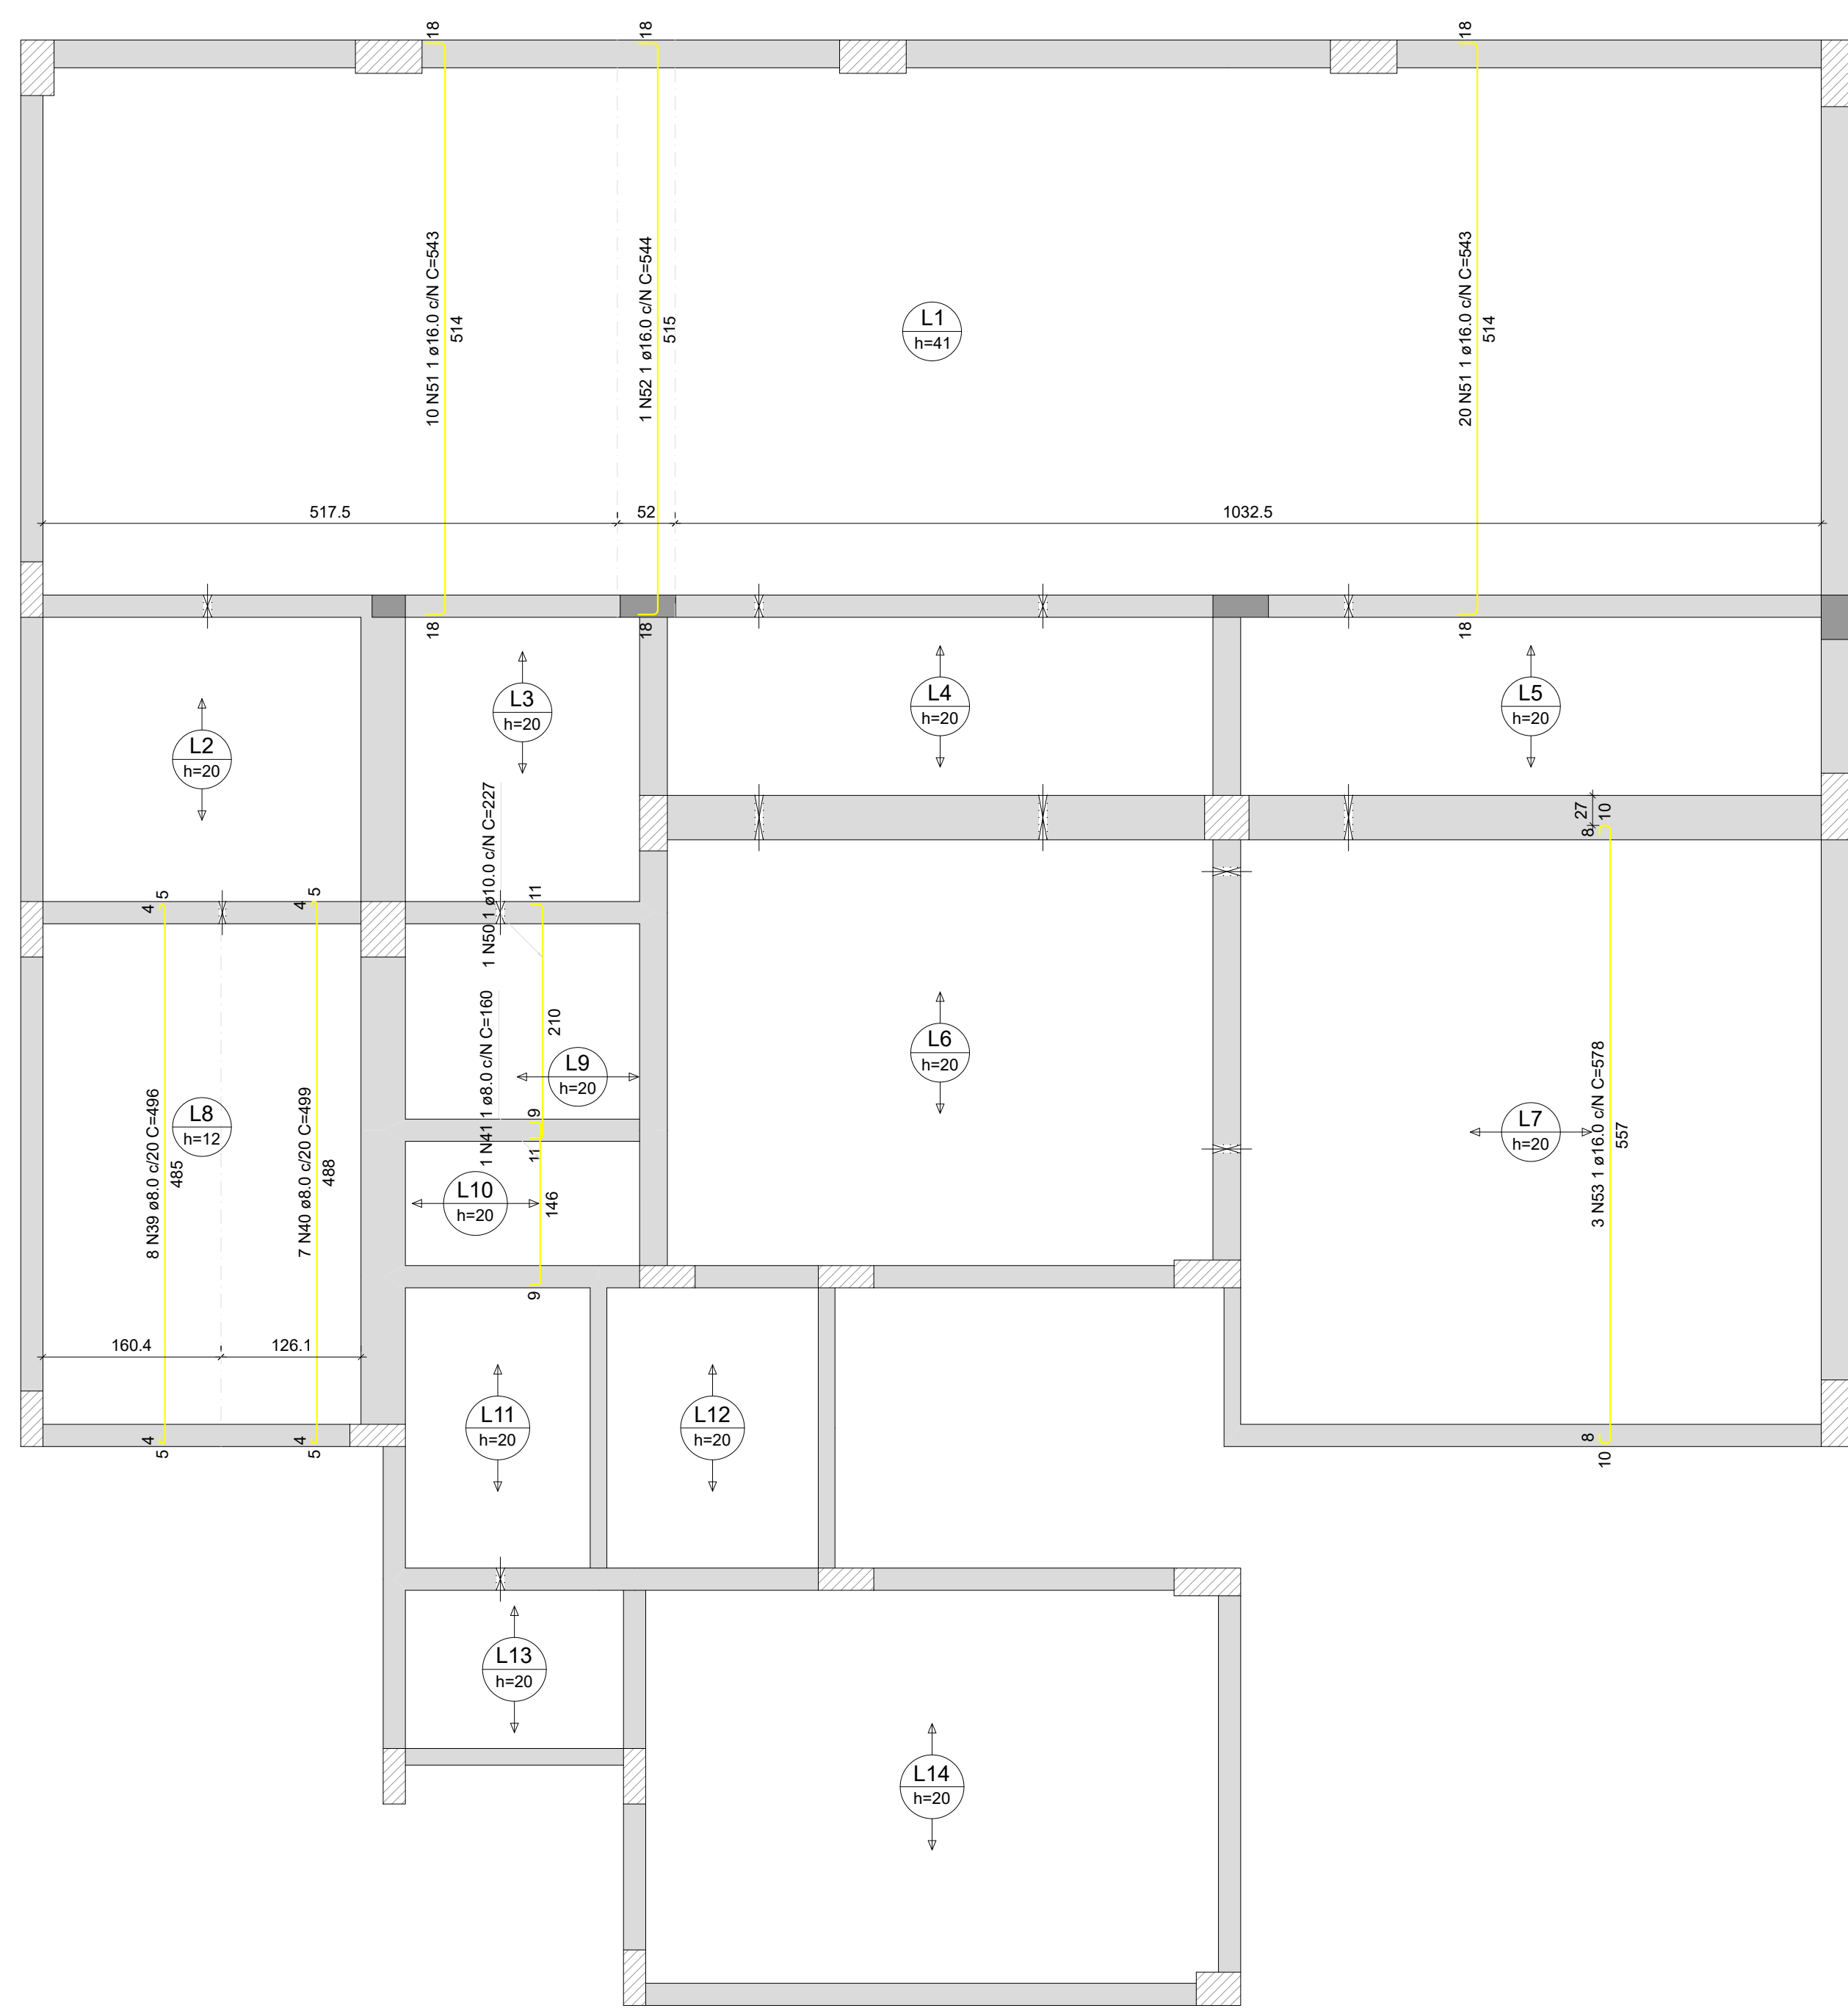 18
18
18
10 N51 1 ø16.0 c/N C=543
514
1 N52 1 ø16.0 c/N C=544
515
20 N51 1 ø16.0 c/N C=543
514
L1
h=41
517.5
52
1032.5
18
18
18
L2
h=20
L3
h=20
L4
h=20
L5
h=20
27
10
8
1 N50 1 ø10.0 c/N C=227
11
4
5
4
5
210
1 N41 1 ø8.0 c/N C=160
L9
h=20
9
11
L6
h=20
L7
h=20
3 N53 1 ø16.0 c/N C=578
557
8 N39 ø8.0 c/20 C=496
485
L8
h=12
7 N40 ø8.0 c/20 C=499
488
L10
h=20
146
9
160.4
126.1
4
5
4
5
L11
h=20
L12
h=20
8
10
L13
h=20
L14
h=20